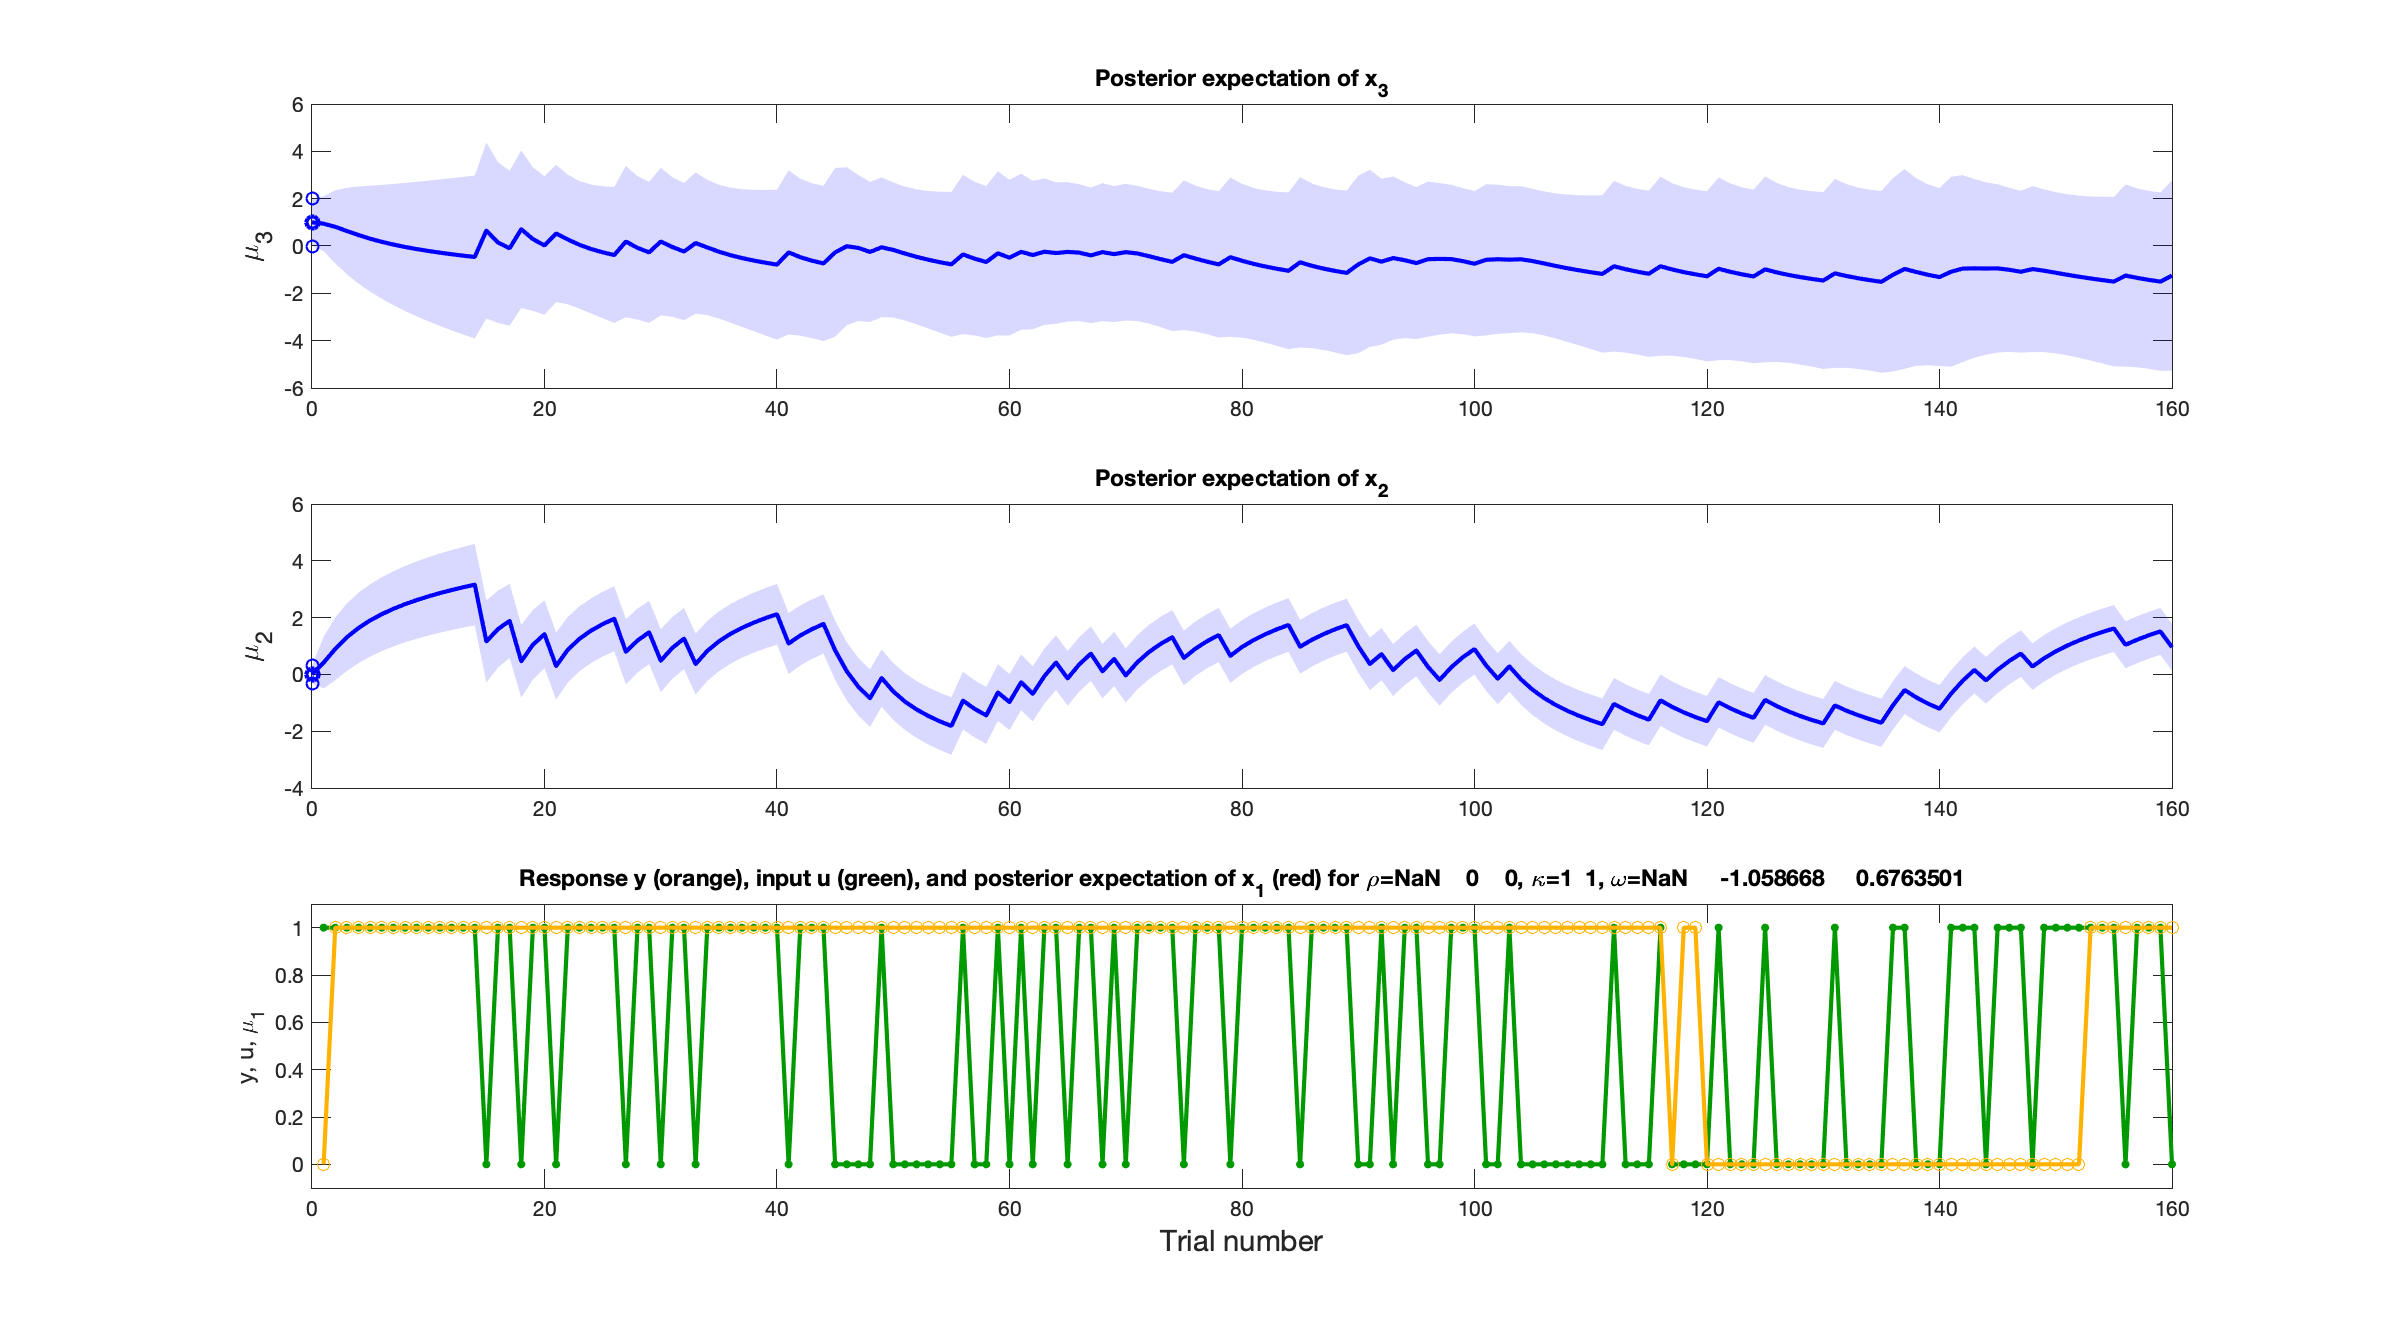 Posterior expectation of x3
6
4
2
0
-2
-4
-6
μ3
0 20 40 60 80 100 120 140 160
Posterior expectation of x2
6
4
2
0
-2
-4
μ2
0 20 40 60 80 100 120 140 160
Response y (orange), input u (green), and posterior expectation of x1 (red) for ρ=NaN 0 0, κ=1 1, ω=NaN -1.058668 0.6763501
1
0.8
0.6
0.4
0.2
0
y, u, μ1
0 20 40 60 80 100 120 140 160
Trial number